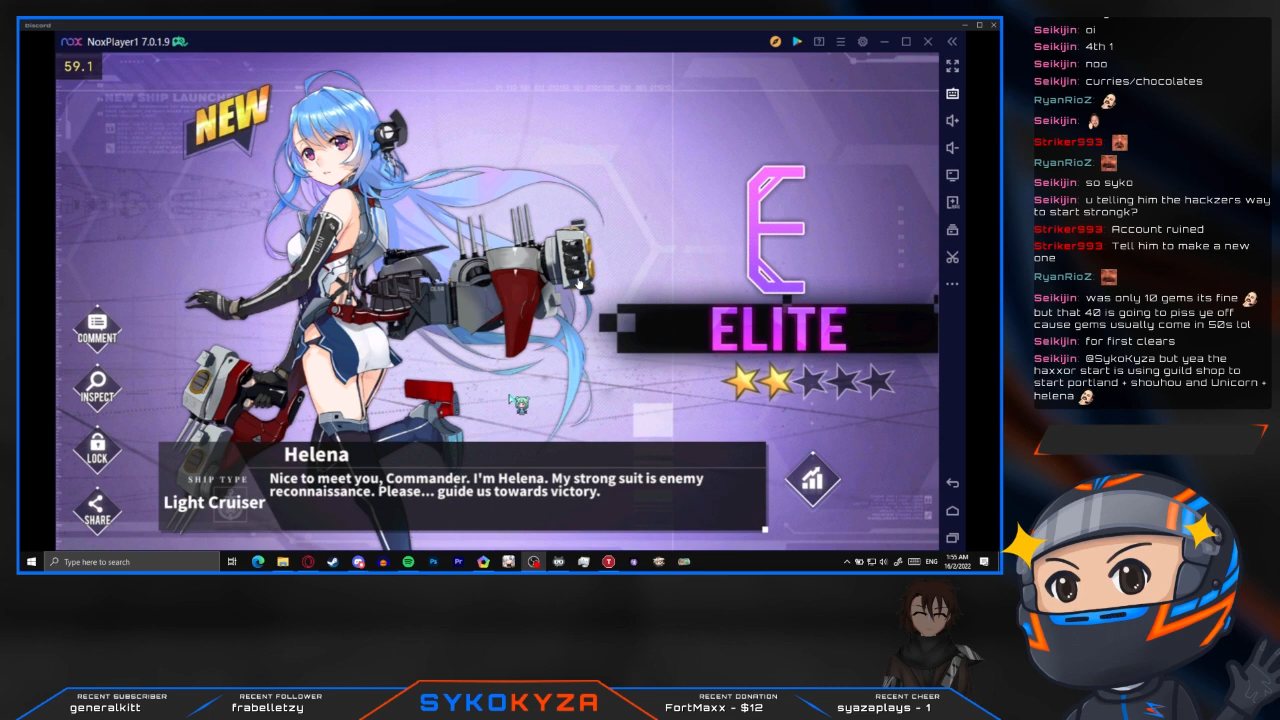 Discord
NoxPlayer1 7.0.1.9
59.1
NEW SHIP LAUNCHED
NEW
E
ELITE
COMMENT
INSPECT
LOCK
SHARE
Helena
SHIP TYPE
Light Cruiser
Nice to meet you, Commander. I'm Helena. My strong suit is enemy
reconnaissance. Please... guide us towards victory.
Type here to search
ENG
1:55 AM
16/2/2022
Seikijin: oi
Seikijin: 4th 1
Seikijin: noo
Seikijin: curries/chocolates
RyanRioZ:
Seikijin:
Striker993
RyanRioZ:
Seikijin: so syko
Seikijin: u telling him the hackzers way
to start strongk?
Striker993 Account ruined
Striker993 Tell him to make a new
one
RyanRioZ:
Seikijin: was only 10 gems its fine
but that 40 is going to piss ye off
cause gems usually come in 50s lol
Seikijin: for first clears
Seikijin: @SykoKyza but yea the
haxxor start is using guild shop to
start portland + shouhou and Unicorn +
helena
RECENT SUBSCRIBER
generalkitt
RECENT FOLLOWER
frabelletzy
SYKOKYZA
RECENT DONATION
FortMaxx - $12
RECENT CHEER
syazaplays - 1